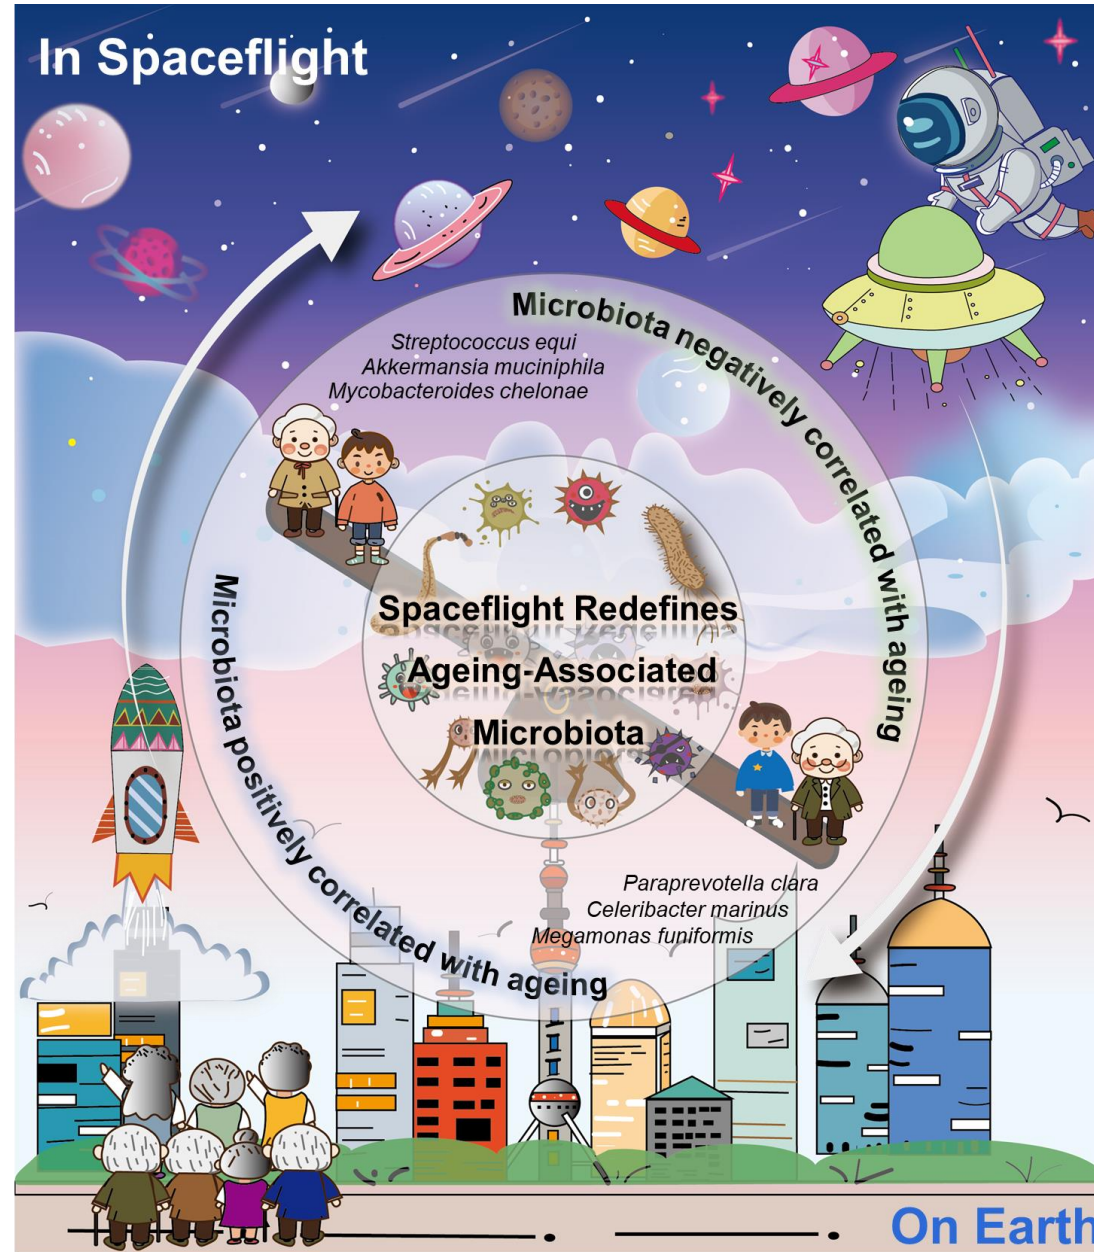 In Spaceflight
Microbiota negatively correlated with ageing
Streptococcus equi
Akkermansia muciniphila
Mycobacteroides chelonae
Spaceflight Redefines
Ageing-Associated
Microbiota
Microbiota positively correlated with ageing
Paraprevotella clara
Celeribacter marinus
Megamonas funiformis
On Earth